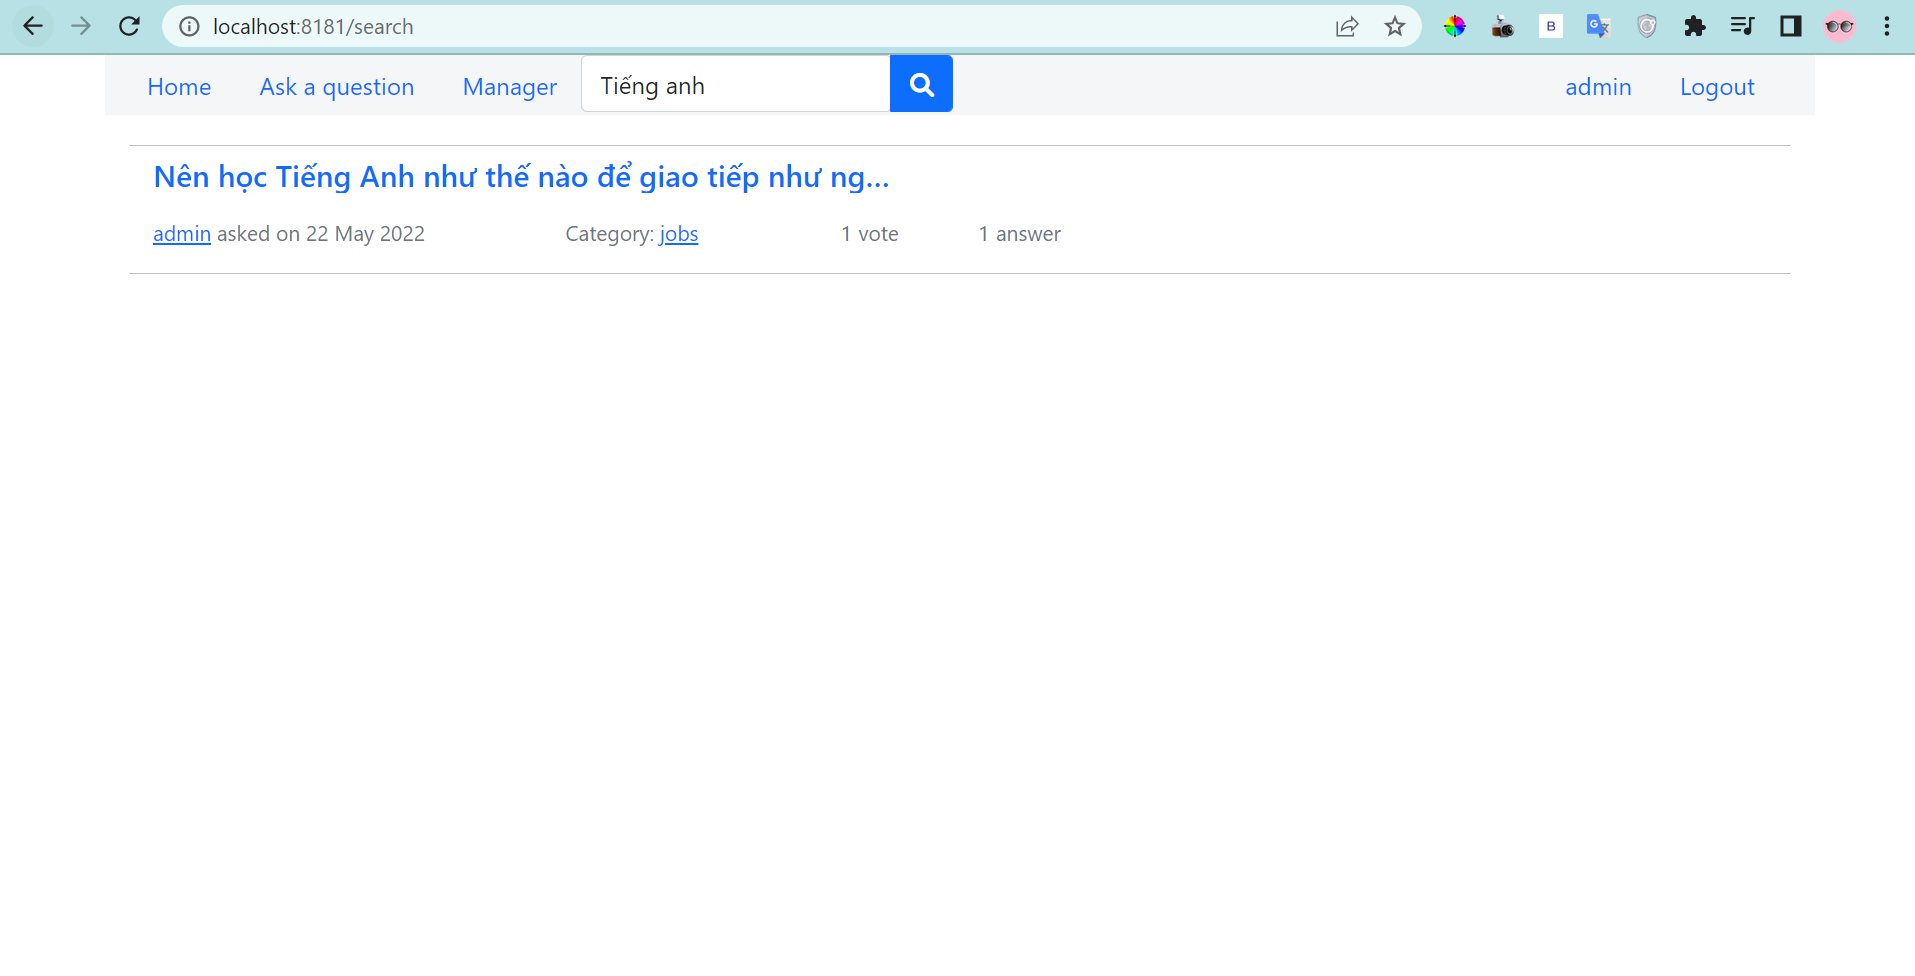 localhost:8181/search
Home Ask a question Manager Tiếng anh admin Logout
Nên học Tiếng Anh như thế nào để giao tiếp như ng...
admin asked on 22 May 2022 Category: jobs 1 vote 1 answer